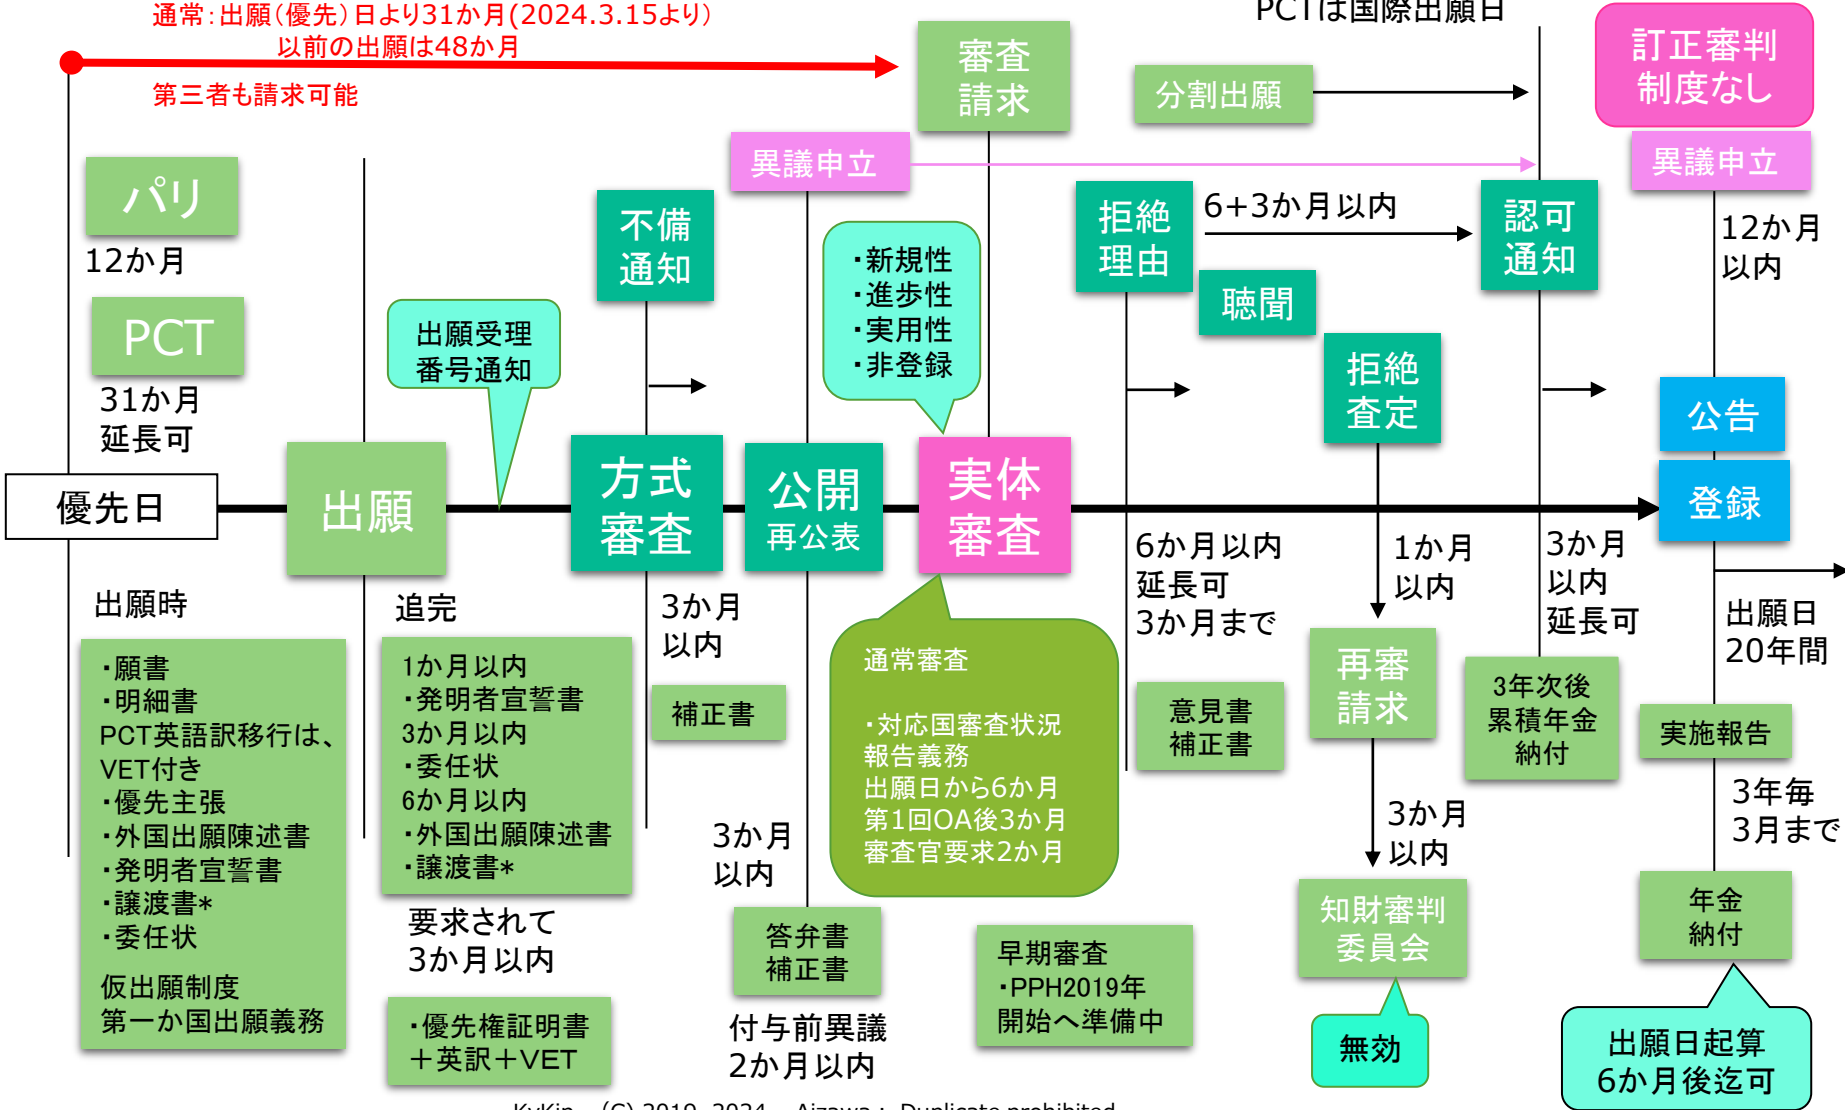 通常：出願（優先）日より31か月(2024.3.15より）
以前の出願は48か月
第三者も請求可能
PCTは国際出願日
審査
請求
分割出願
訂正審判
制度なし
異議申立
異議申立
パリ
12か月
PCT
31か月
延長可
不備
通知
出願受理
番号通知
・新規性
・進歩性
・実用性
・非登録
拒絶
理由
6+3か月以内
聴聞
認可
通知
12か月
以内
拒絶
査定
公告
優先日
出願
方式
審査
公開
再公表
実体
審査
登録
出願時
・願書
・明細書
PCT英語訳移行は、
VET付き
・優先主張
・外国出願陳述書
・発明者宣誓書
・譲渡書*
・委任状
仮出願制度
第一か国出願義務
追完
1か月以内
・発明者宣誓書
3か月以内
・委任状
6か月以内
・外国出願陳述書
・譲渡書*
要求されて
3か月以内
・優先権証明書
＋英訳＋VET
3か月
以内
補正書
3か月
以内
答弁書
補正書
付与前異議
2か月以内
通常審査
・対応国審査状況
報告義務
出願日から6か月
第1回OA後3か月
審査官要求2か月
早期審査
・PPH2019年
開始へ準備中
6か月以内
延長可
3か月まで
意見書
補正書
1か月
以内
再審
請求
3か月
以内
知財審判
委員会
無効
3か月
以内
延長可
3年次後
累積年金
納付
出願日
20年間
実施報告
3年毎
3月まで
年金
納付
出願日起算
6か月後迄可